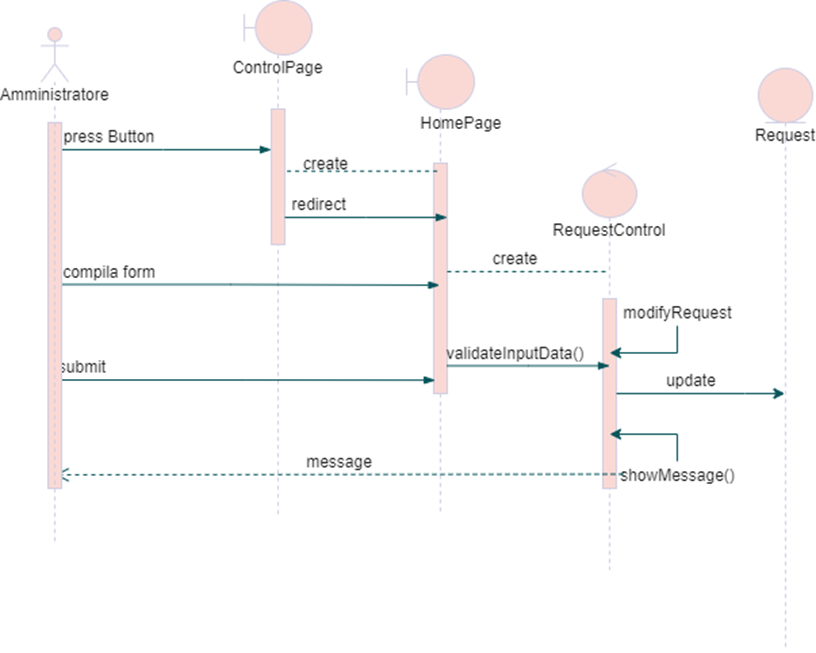 ControlPage
Amministratore
HomePage
Request
press Button
create
redirect
RequestControl
create
compila form
modifyRequest
validateInputData()
submit
update
message
showMessage()